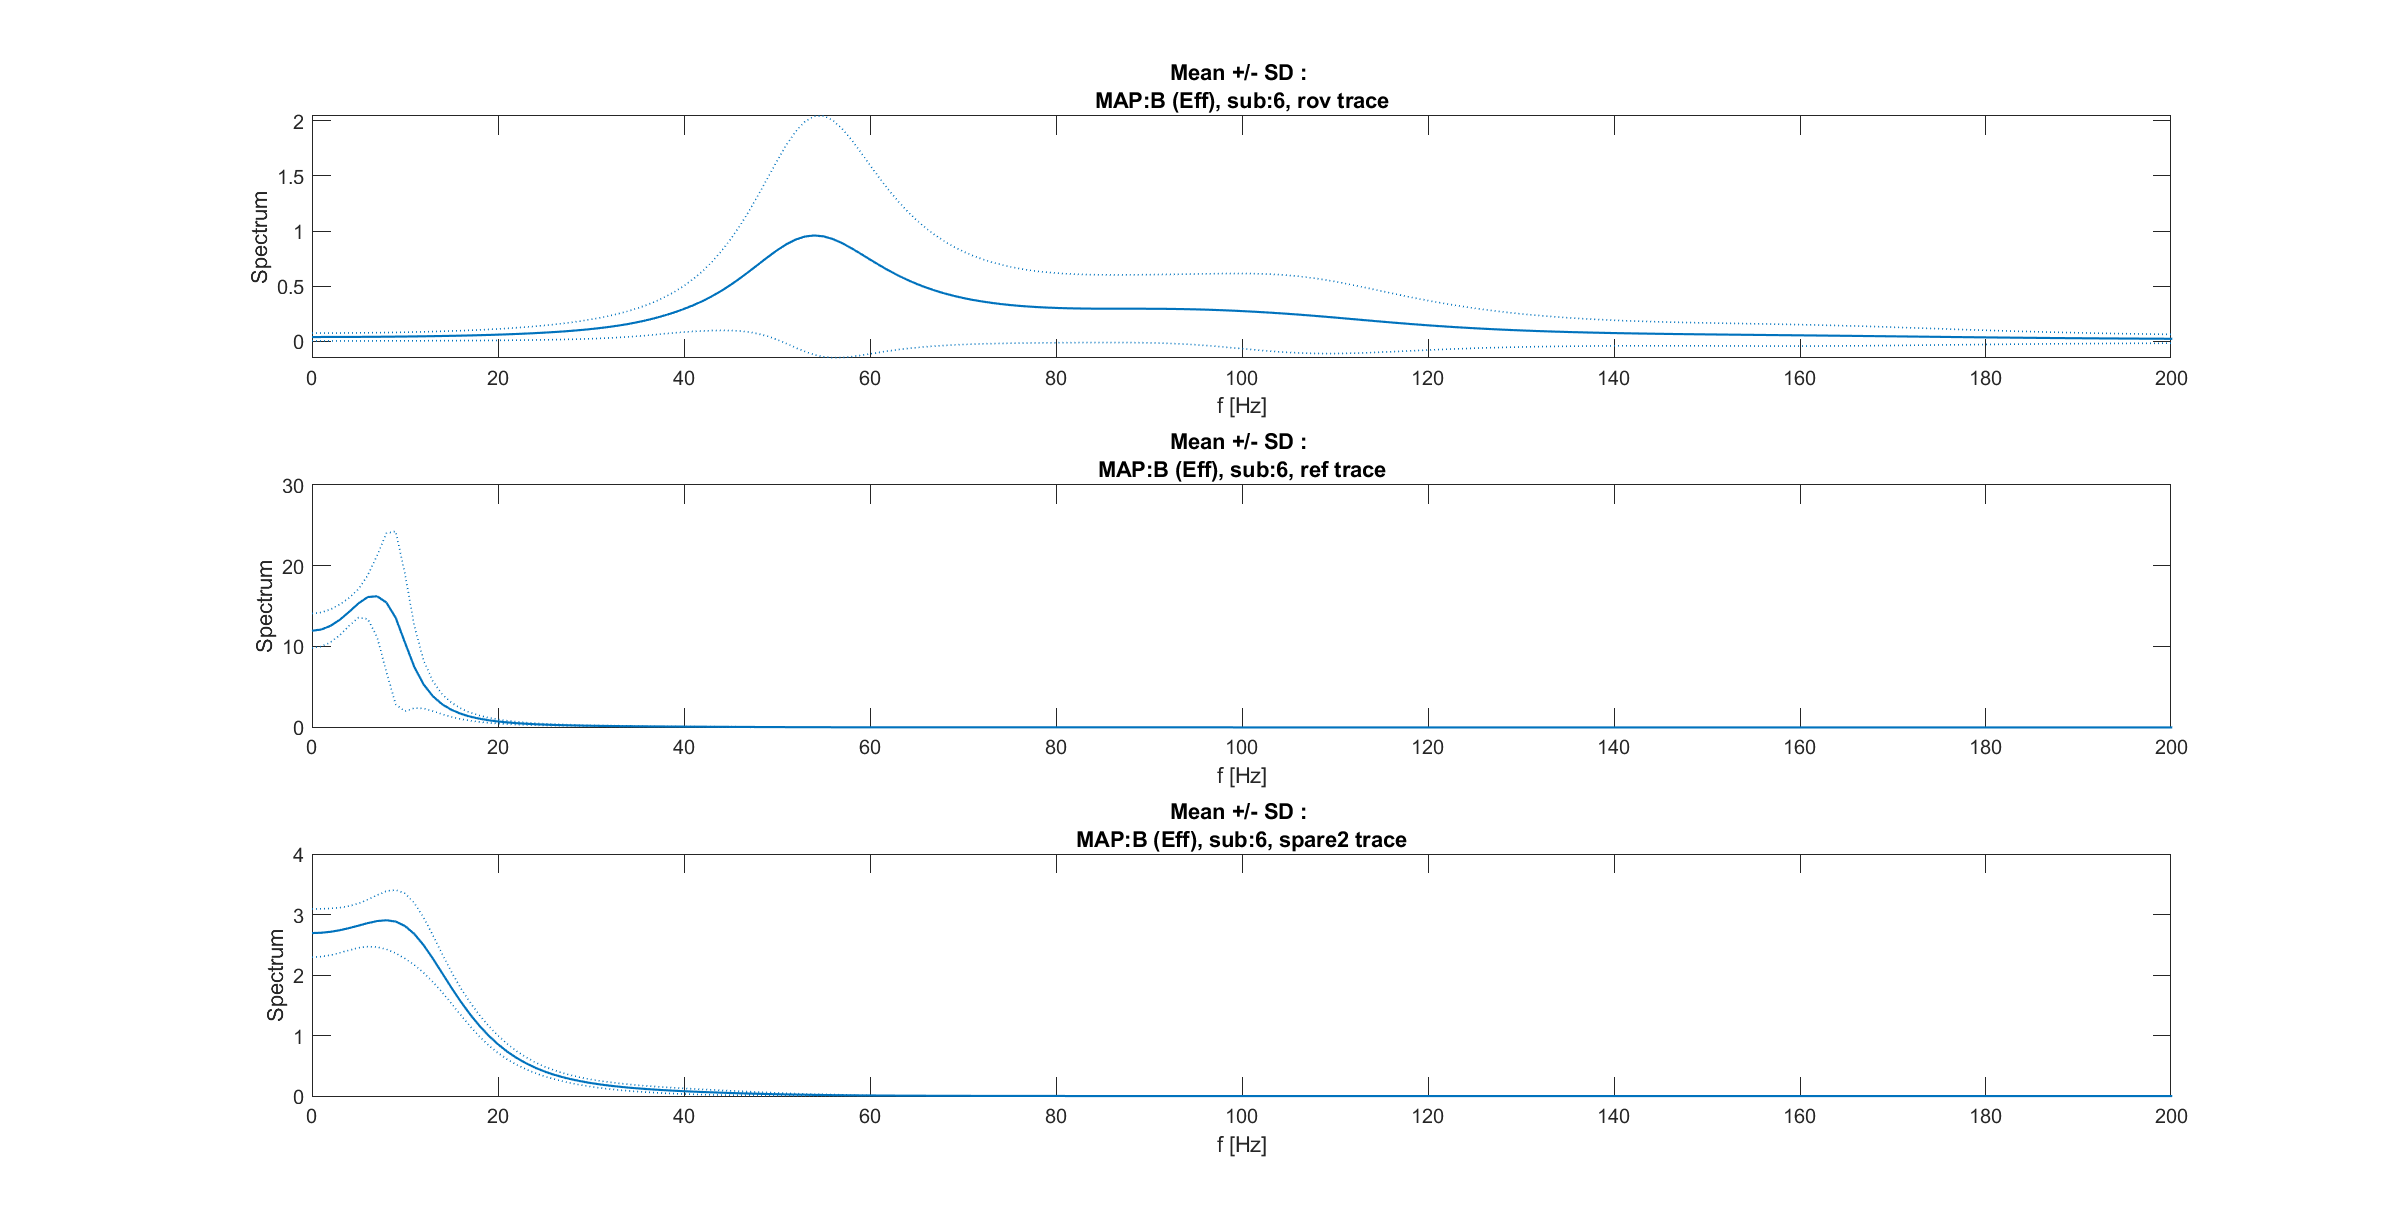 Mean +/- SD :
MAP:B (Eff), sub:6, rov trace
Spectrum
2
1.5
1
0.5
0
0 20 40 60 80 100 120 140 160 180 200
f [Hz]
Mean +/- SD :
MAP:B (Eff), sub:6, ref trace
Spectrum
30
20
10
0
0 20 40 60 80 100 120 140 160 180 200
f [Hz]
Mean +/- SD :
MAP:B (Eff), sub:6, spare2 trace
Spectrum
4
3
2
1
0
0 20 40 60 80 100 120 140 160 180 200
f [Hz]